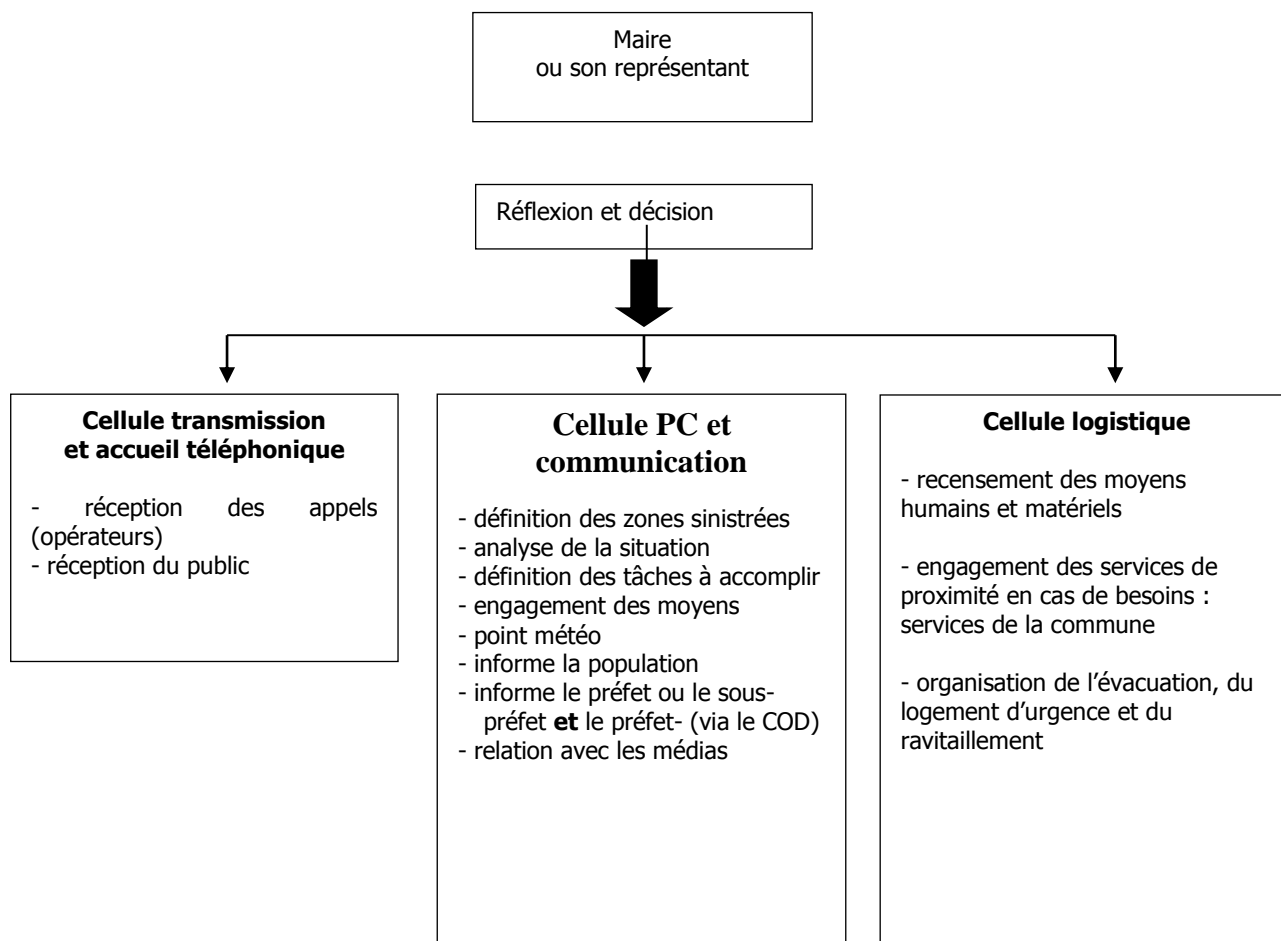 Maire
ou son représentant
Réflexion et décision
Cellule transmission
et accueil téléphonique
- réception des appels
(opérateurs)
- réception du public
Cellule PC et
communication
- définition des zones sinistrées
- analyse de la situation
- définition des tâches à accomplir
- engagement des moyens
- point météo
- informe la population
- informe le préfet ou le sous-
préfet et le préfet- (via le COD)
- relation avec les médias
Cellule logistique
- recensement des moyens
humains et matériels
- engagement des services de
proximité en cas de besoins :
services de la commune
- organisation de l’évacuation, du
logement d’urgence et du
ravitaillement